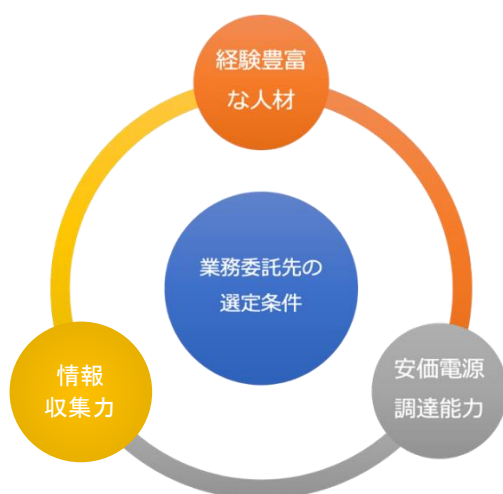 経験豊富
な人材
業務委託先の
選定条件
情報
収集力
安価電源
調達能力